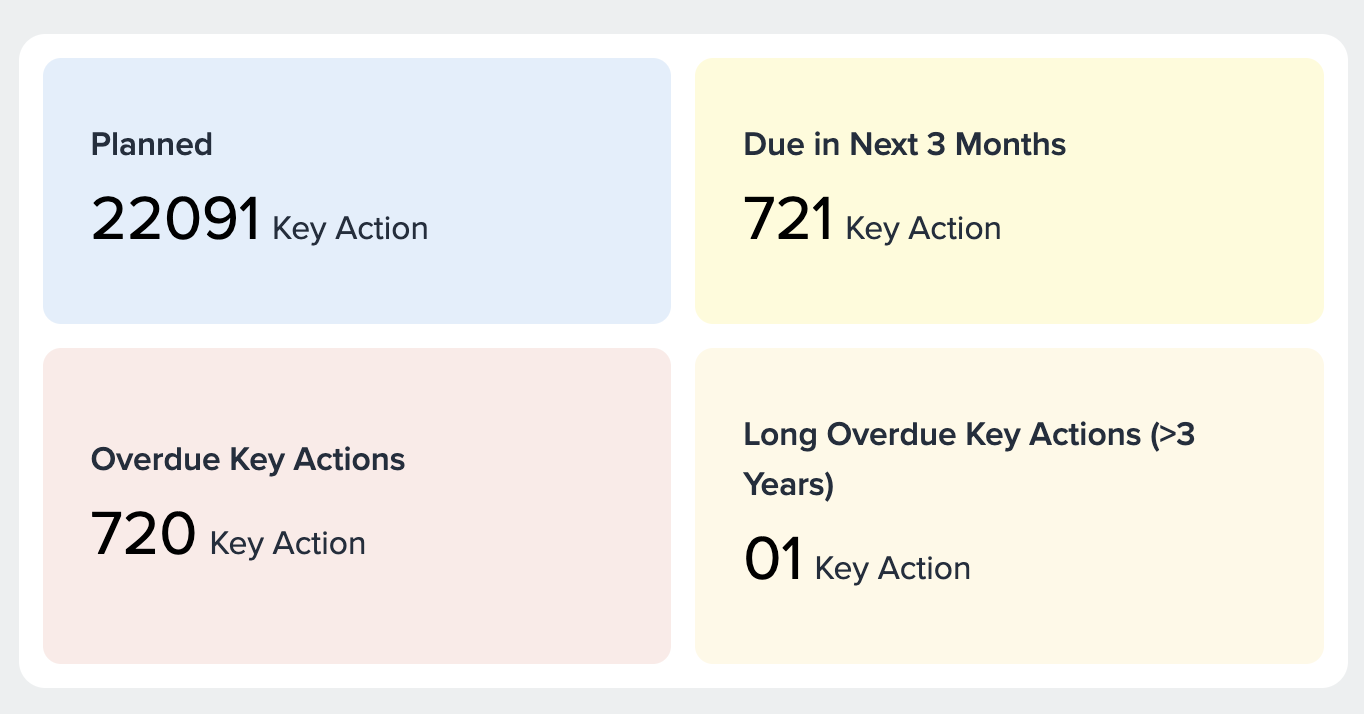 Planned
22091 Key Action
Due in Next 3 Months
721 Key Action
Overdue Key Actions
720 Key Action
Long Overdue Key Actions (>3
Years)
01 Key Action